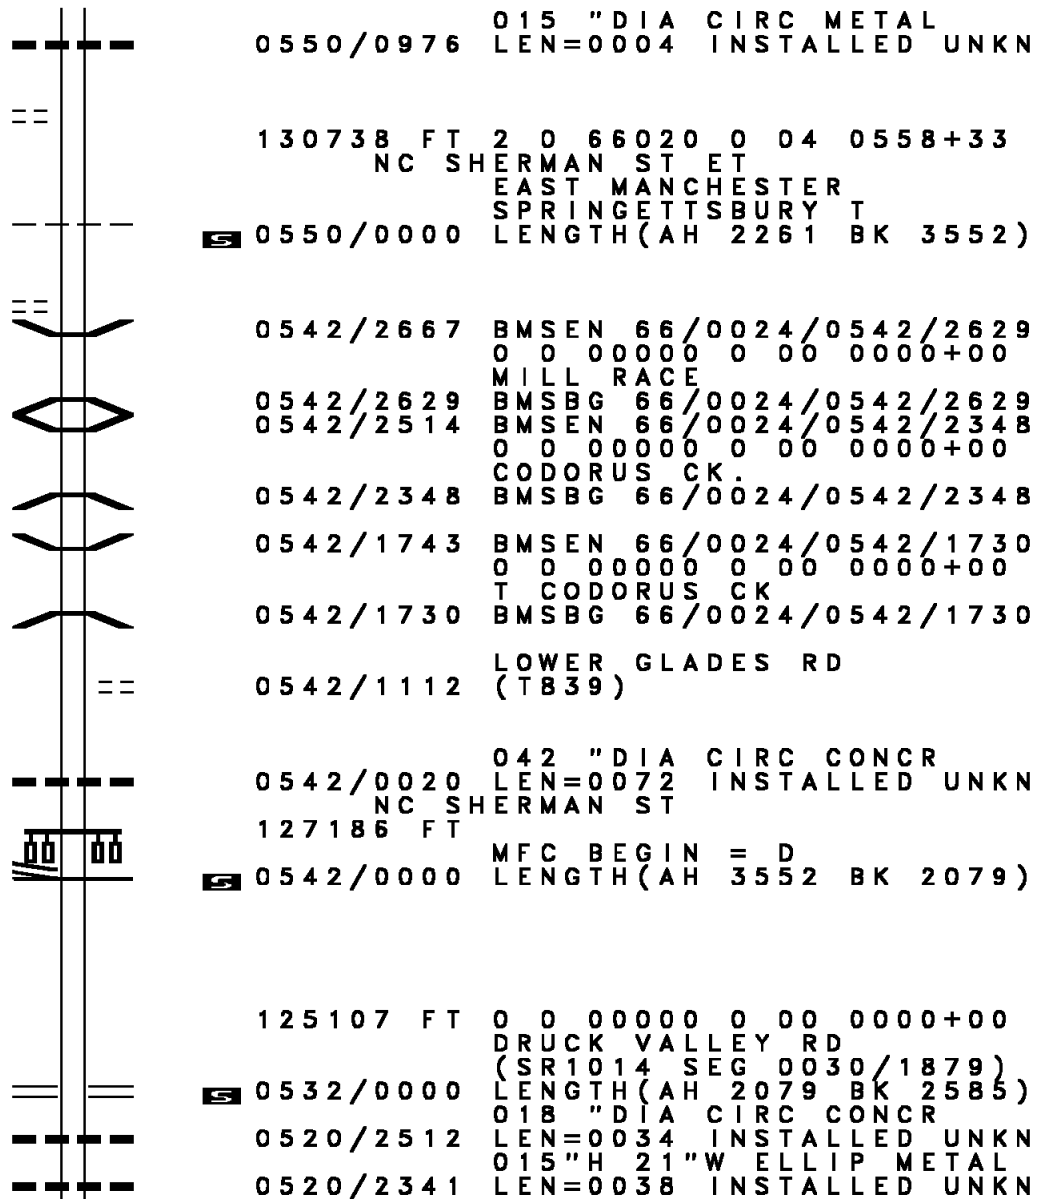 015 "DIA CIRC METAL
0550/0976 LEN=0004 INSTALLED UNKN
130738 FT 2 0 66020 0 04 0558+33
NC SHERMAN ST ET
EAST MANCHESTER
SPRINGETTSBURY T
S 0550/0000 LENGTH(AH 2261 BK 3552)
0542/2667 BMSEN 66/0024/0542/2629
0 0 00000 0 00 0000+00
MILL RACE
0542/2629 BMSBG 66/0024/0542/2629
0542/2514 BMSEN 66/0024/0542/2348
0 0 00000 0 00 0000+00
CODORUS CK.
0542/2348 BMSBG 66/0024/0542/2348
0542/1743 BMSEN 66/0024/0542/1730
0 0 00000 0 00 0000+00
T CODORUS CK
0542/1730 BMSBG 66/0024/0542/1730
LOWER GLADES RD
0542/1112 (T839)
042 "DIA CIRC CONCR
0542/0020 LEN=0072 INSTALLED UNKN
NC SHERMAN ST
127186 FT
MFC BEGIN = D
S 0542/0000 LENGTH(AH 3552 BK 2079)
125107 FT 0 0 00000 0 00 0000+00
DRUCK VALLEY RD
(SR1014 SEG 0030/1879)
S 0532/0000 LENGTH(AH 2079 BK 2585)
018 "DIA CIRC CONCR
0520/2512 LEN=0034 INSTALLED UNKN
015"H 21"W ELLIP METAL
0520/2341 LEN=0038 INSTALLED UNKN